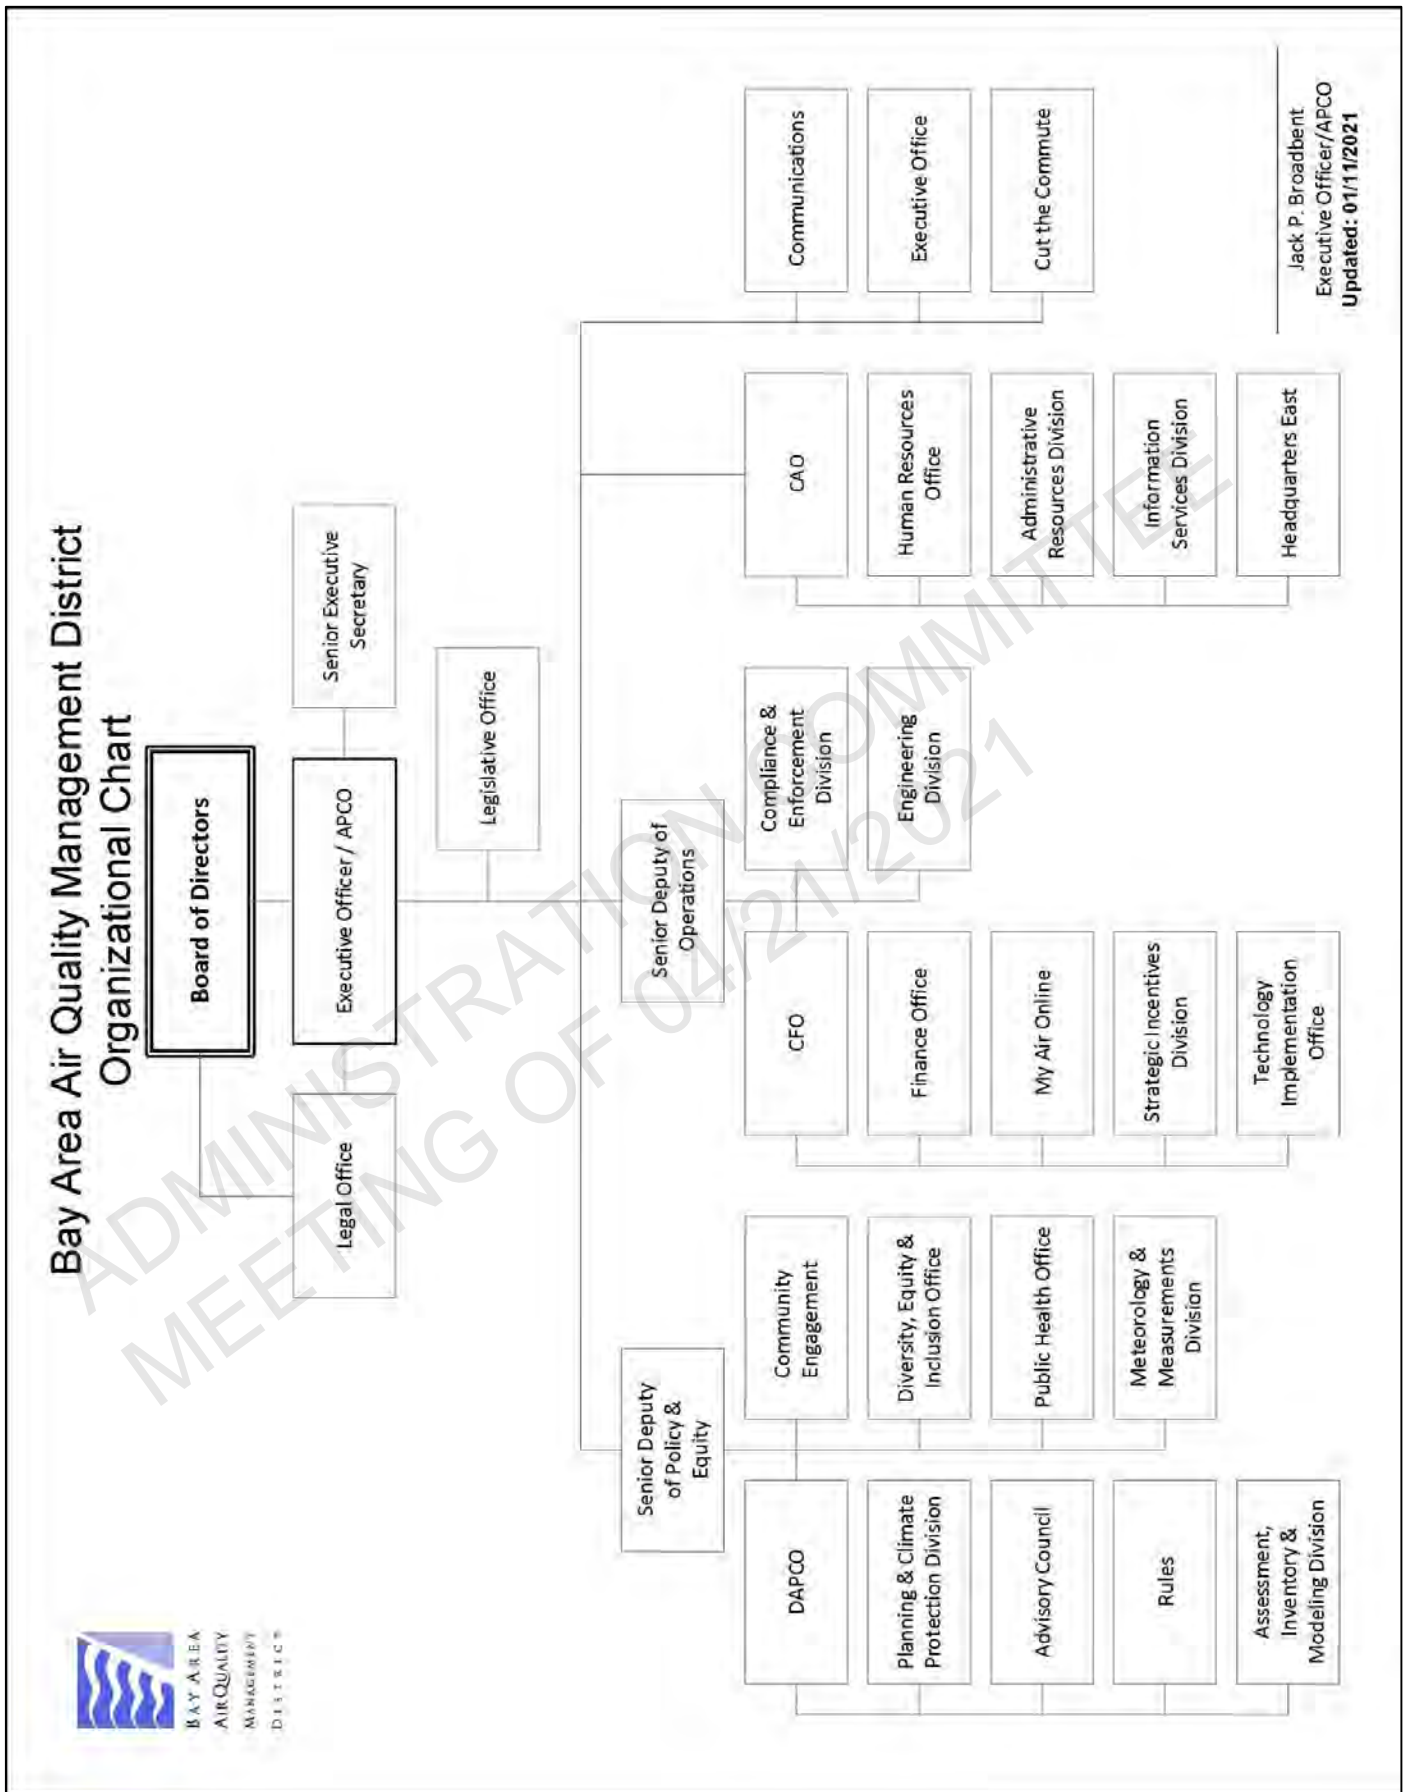 Bay Area Air Quality Management District
Organizational Chart
BAY AREA
AIR QUALITY
MANAGEMENT
DISTRICT
Board of Directors
Legal Office
Executive Officer / APCO
Senior Executive
Secretary
Legislative Office
Senior Deputy
of Policy &
Equity
Senior Deputy of
Operations
DAPCO
Planning & Climate
Protection Division
Advisory Council
Rules
Assessment,
Inventory &
Modeling Division
Community
Engagement
Diversity, Equity &
Inclusion Office
Public Health Office
Meteorology &
Measurements
Division
CFO
Finance Office
My Air Online
Strategic Incentives
Division
Technology
Implementation
Office
Compliance &
Enforcement
Division
Engineering
Division
CAO
Human Resources
Office
Administrative
Resources Division
Information
Services Division
Headquarters East
Communications
Executive Office
Cut the Commute
Jack P. Broadbent
Executive Officer/APCO
Updated: 01/11/2021
ADMINISTRATION COMMITTEE
MEETING OF 04/21/2021